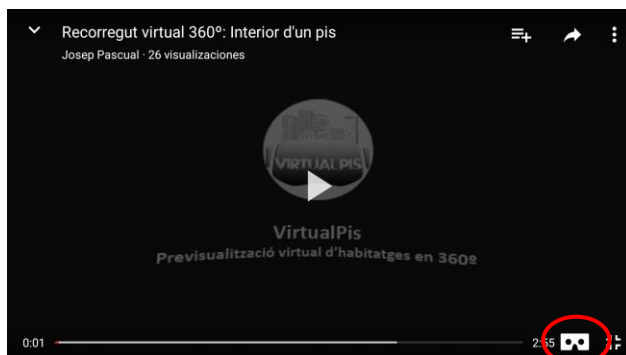 Recorregut virtual 360º: Interior d'un pis
Josep Pascual · 26 visualizaciones
VIRTUALPIS
VirtualPis
Previsualització virtual d'habitatges en 360º
0:01
2:55